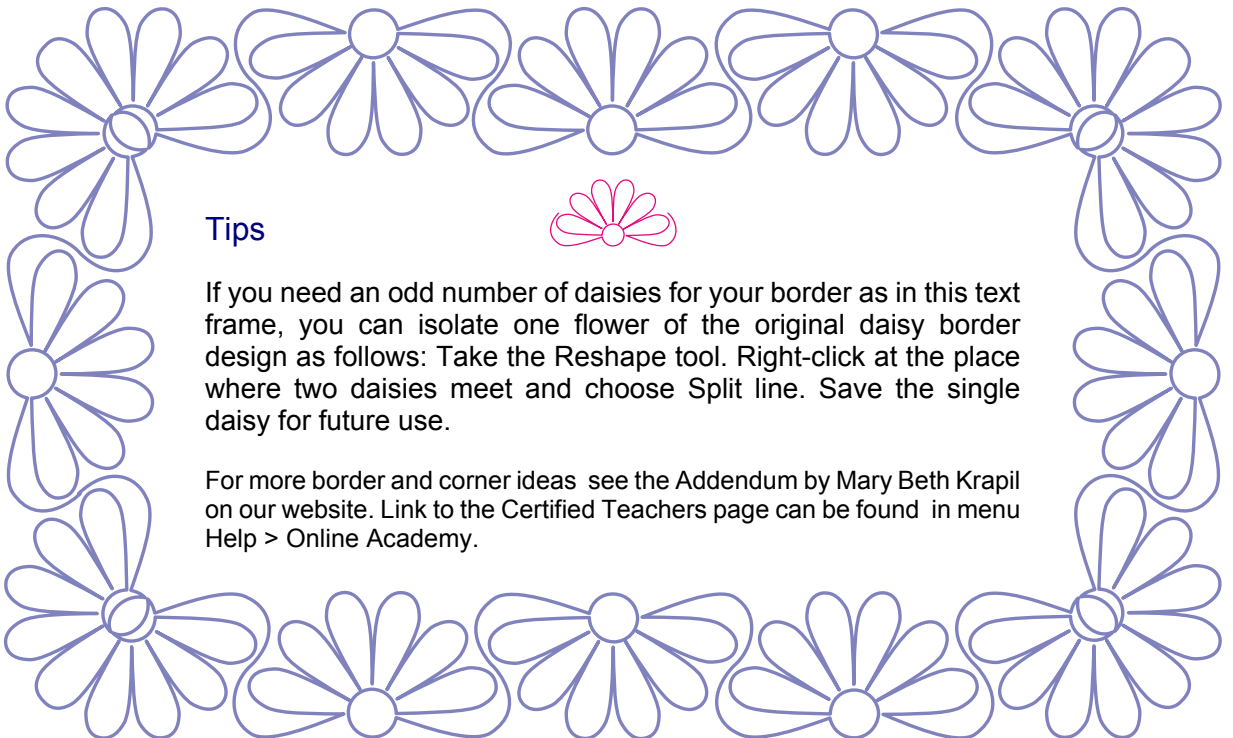 Tips
If you need an odd number of daisies for your border as in this text
frame, you can isolate one flower of the original daisy border
design as follows: Take the Reshape tool. Right-click at the place
where two daisies meet and choose Split line. Save the single
daisy for future use.
For more border and corner ideas  see the Addendum by Mary Beth Krapil
on our website. Link to the Certified Teachers page can be found  in menu
Help > Online Academy.